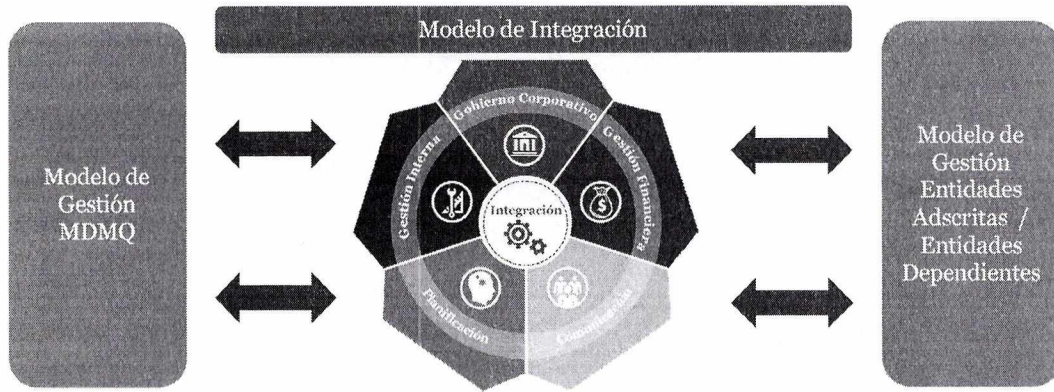 Modelo de Integración
Modelo de
Gestión
MDMQ
Gobierno Corporativo
Gestión Interna
Gestión Financiera
Integración
Planificación
Comunicación
Modelo de
Gestión
Entidades
Adscritas /
Entidades
Dependientes